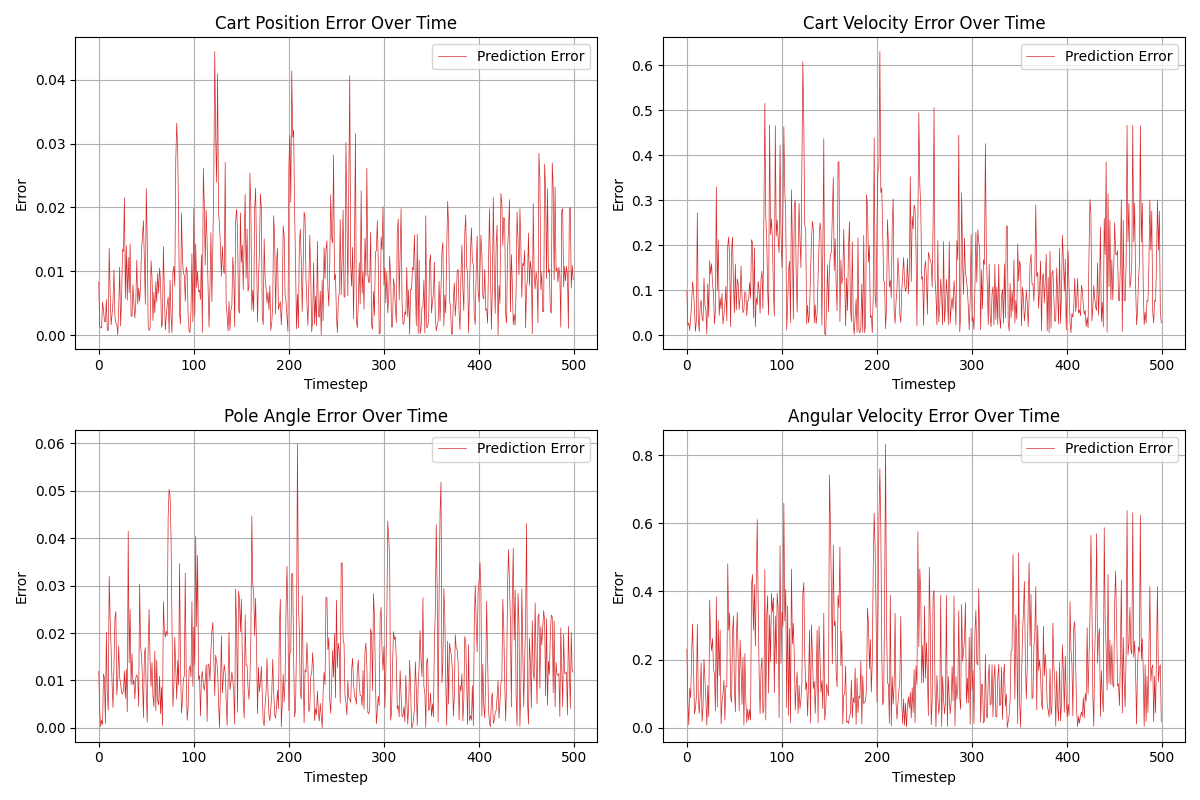 Cart Position Error Over Time
Prediction Error
Error
0.04
0.03
0.02
0.01
0.00
0 100 200 300 400 500
Timestep
Cart Velocity Error Over Time
Prediction Error
Error
0.6
0.5
0.4
0.3
0.2
0.1
0.0
0 100 200 300 400 500
Timestep
Pole Angle Error Over Time
Prediction Error
Error
0.06
0.05
0.04
0.03
0.02
0.01
0.00
0 100 200 300 400 500
Timestep
Angular Velocity Error Over Time
Prediction Error
Error
0.8
0.6
0.4
0.2
0.0
0 100 200 300 400 500
Timestep